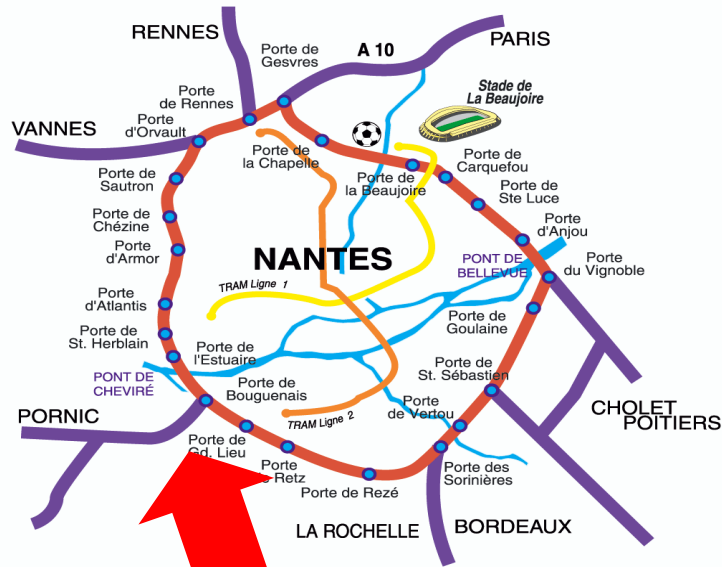 RENNES
Porte de
Gesvres
A 10
PARIS
Porte
de Rennes
Stade de
La Beaujoire
VANNES
Porte
d'Orvault
Porte de
la Chapelle
Porte de
la Beaujoire
Porte de
Carquefou
Porte de
Sautron
Porte de
Ste Luce
Porte de
Chézine
Porte
d'Anjou
Porte
d'Armor
NANTES
PONT DE
BELLEVUE
Porte
du Vignoble
TRAM Ligne 1
Porte
d'Atlantis
Porte de
Goulaine
Porte de
St. Herblain
Porte de
l'Estuaire
Porte de
St. Sébastien
PONT DE
CHEVIRÉ
Porte de
Bouguenais
Porte
de Vertou
CHOLET
POITIERS
PORNIC
TRAM Ligne 2
Porte de
Gd. Lieu
Porte
Retz
Porte des
Sorinières
Porte de Rezé
LA ROCHELLE
BORDEAUX